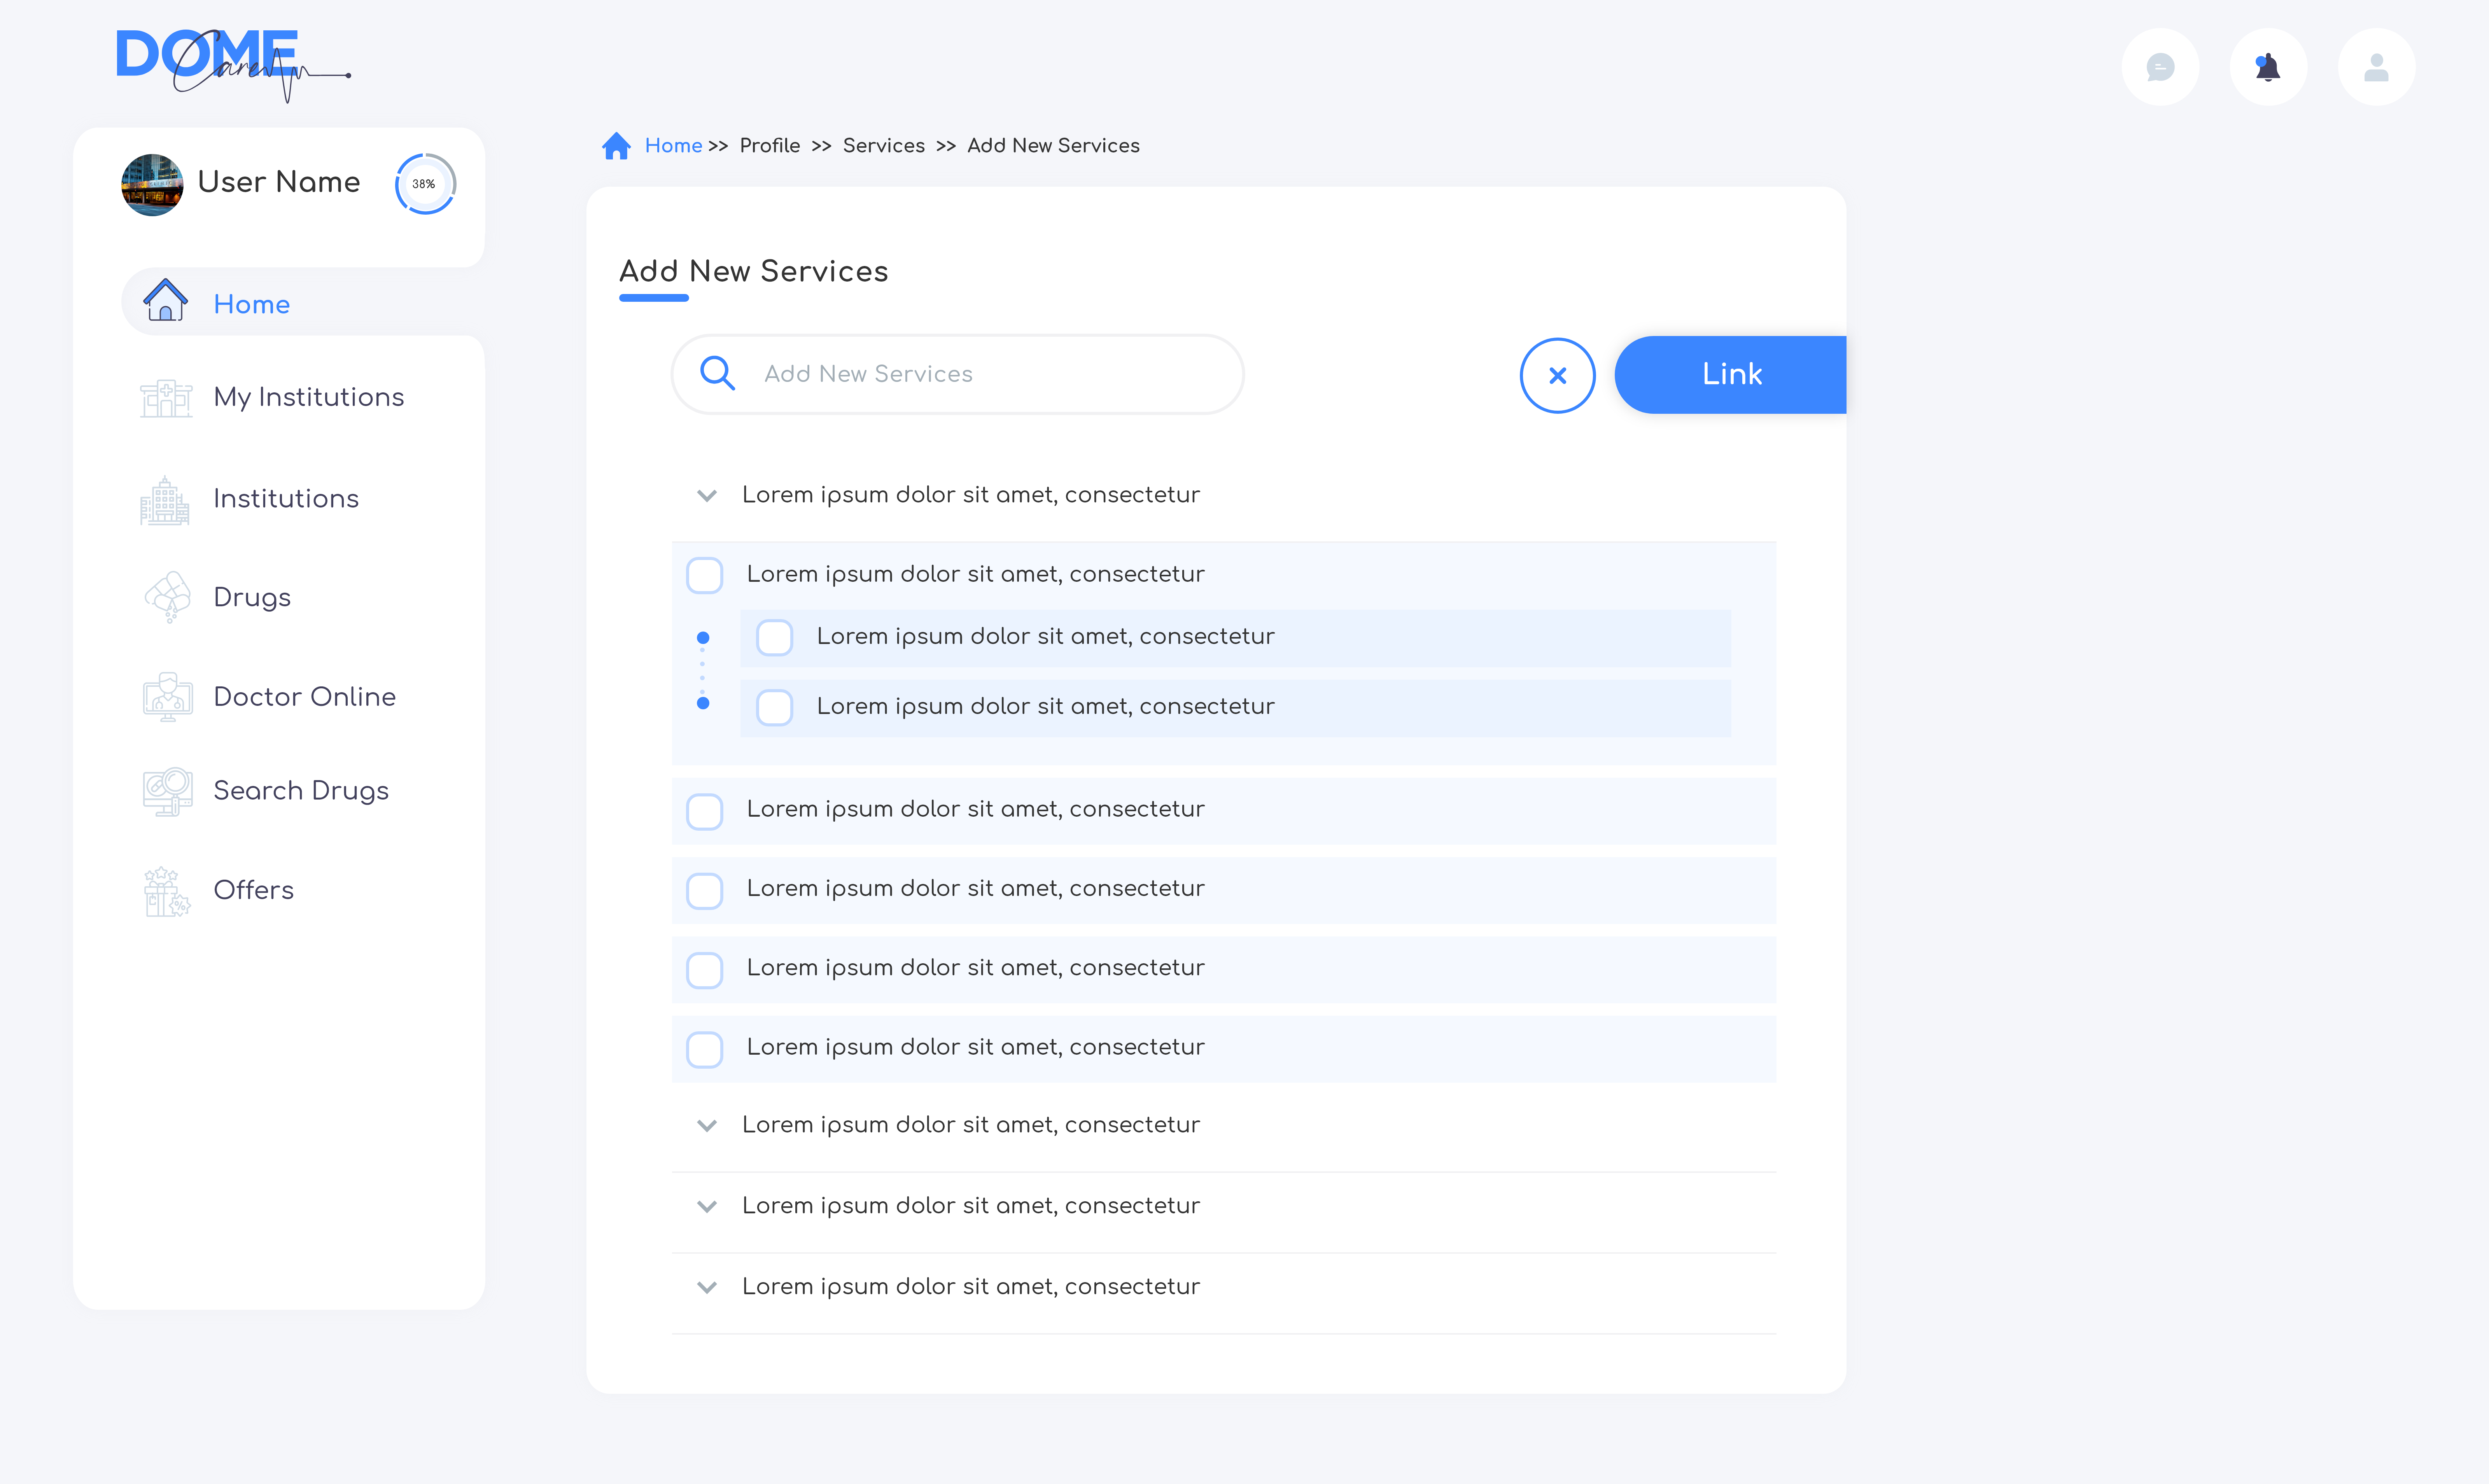 DOME
Care
Home >> Profile >> Services >> Add New Services
User Name
38%
Home
My Institutions
Institutions
Drugs
Doctor Online
Search Drugs
Offers
Add New Services
Add New Services
Link
Lorem ipsum dolor sit amet, consectetur
Lorem ipsum dolor sit amet, consectetur
Lorem ipsum dolor sit amet, consectetur
Lorem ipsum dolor sit amet, consectetur
Lorem ipsum dolor sit amet, consectetur
Lorem ipsum dolor sit amet, consectetur
Lorem ipsum dolor sit amet, consectetur
Lorem ipsum dolor sit amet, consectetur
Lorem ipsum dolor sit amet, consectetur
Lorem ipsum dolor sit amet, consectetur
Lorem ipsum dolor sit amet, consectetur